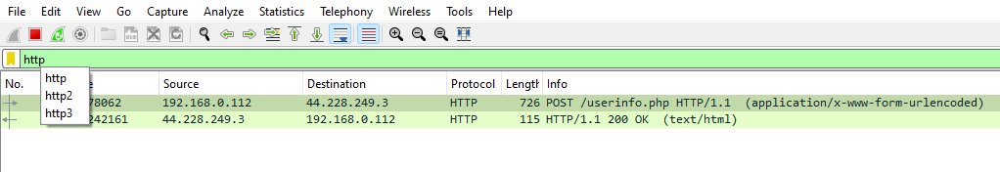 File Edit View Go Capture Analyze Statistics Telephony Wireless Tools Help
http
No. e Source Destination Protocol Length Info
http
http2
http3
78062 192.168.0.112 44.228.249.3 HTTP 726 POST /userinfo.php HTTP/1.1 (application/x-www-form-urlencoded)
242161 44.228.249.3 192.168.0.112 HTTP 115 HTTP/1.1 200 OK (text/html)